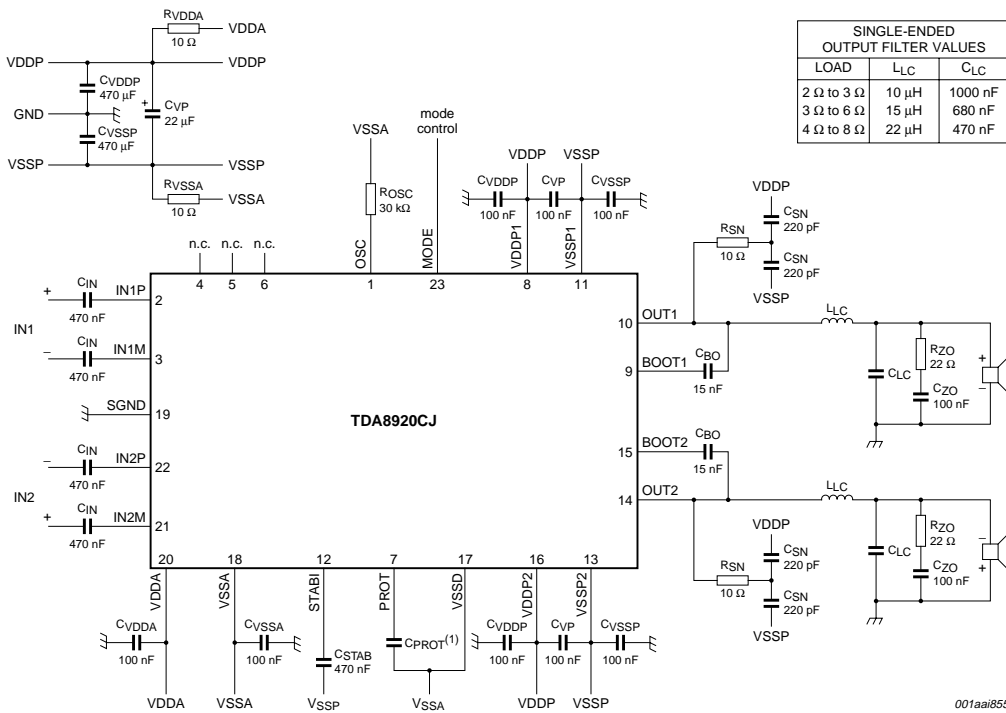 RVDDA
10 Ω
VDDA
VDDP
VDDP
CVDDP
470 μF
GND
CVP
22 μF
CVSSP
470 μF
VSSP
VSSP
RVSSA
10 Ω
VSSA
SINGLE-ENDED
OUTPUT FILTER VALUES
LOAD LLC CLC
2 Ω to 3 Ω 10 μH 1000 nF
3 Ω to 6 Ω 15 μH 680 nF
4 Ω to 8 Ω 22 μH 470 nF
VSSA
ROSC
30 kΩ
mode
control
VDDP
VSSP
CVDDP
100 nF
CVP
100 nF
CVSSP
100 nF
n.c.
n.c.
n.c.
OSC
MODE
VDDP1
VSSP1
4
5
6
1
23
8
11
VDDP
CSN
220 pF
RSN
10 Ω
CSN
220 pF
VSSP
IN1
+
CIN
470 nF
IN1P
2
−
CIN
470 nF
IN1M
3
SGND
19
IN2
−
CIN
470 nF
IN2P
22
+
CIN
470 nF
IN2M
21
TDA8920CJ
10
OUT1
9
BOOT1
CBO
15 nF
LLC
CLC
RZO
22 Ω
CZO
100 nF
+
−
15
BOOT2
CBO
15 nF
14
OUT2
LLC
CLC
RZO
22 Ω
CZO
100 nF
−
+
VDDP
CSN
220 pF
RSN
10 Ω
CSN
220 pF
VSSP
20
18
12
7
17
16
13
VDDA
VSSA
STABI
PROT
VSSD
VDDP2
VSSP2
CVDDA
100 nF
CVSSA
100 nF
CSTAB
470 nF
CPROT(1)
CVDDP
100 nF
CVP
100 nF
CVSSP
100 nF
VDDA
VSSA
VSSP
VSSA
VDDP
VSSP